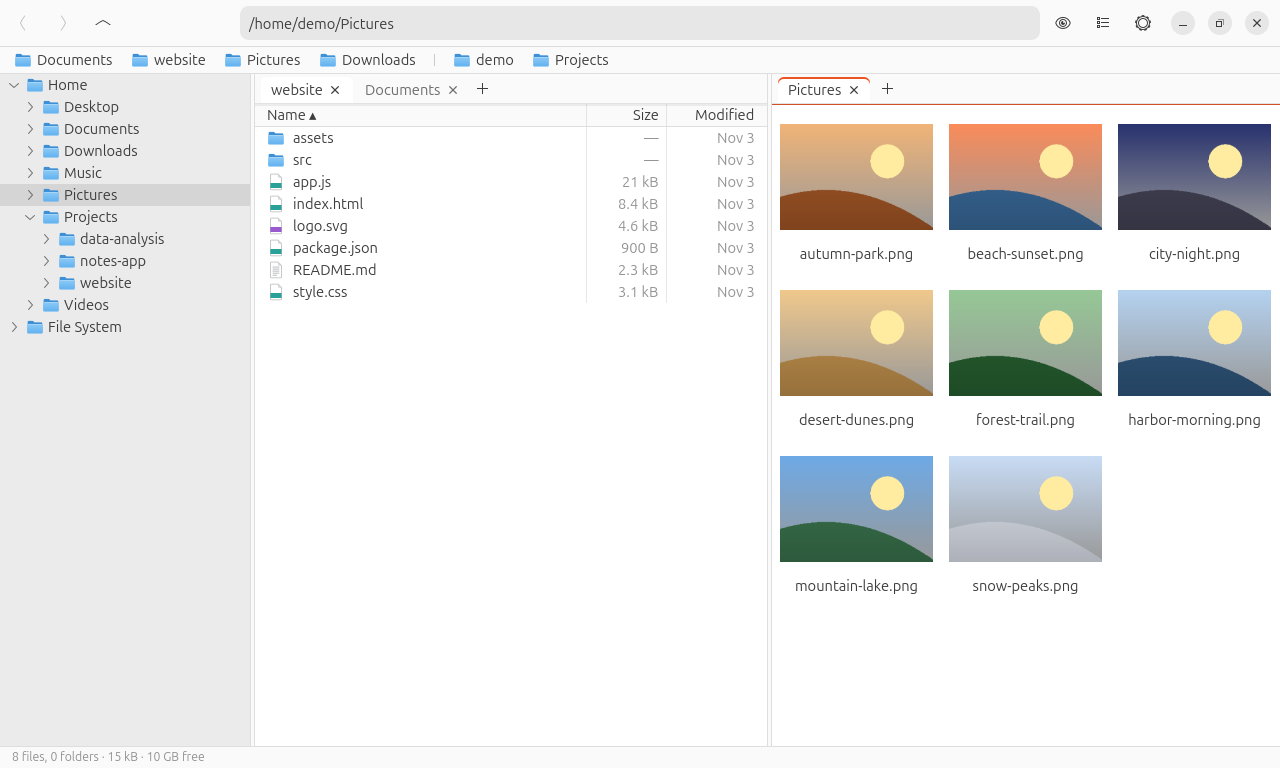 /home/demo/Pictures
Documents website Pictures Downloads demo Projects
Home
Desktop
Documents
Downloads
Music
Pictures
Projects
data-analysis
notes-app
website
Videos
File System
website Documents
Name Size Modified
assets — Nov 3
src — Nov 3
app.js 21 kB Nov 3
index.html 8.4 kB Nov 3
logo.svg 4.6 kB Nov 3
package.json 900 B Nov 3
README.md 2.3 kB Nov 3
style.css 3.1 kB Nov 3
Pictures
autumn-park.png beach-sunset.png city-night.png
desert-dunes.png forest-trail.png harbor-morning.png
mountain-lake.png snow-peaks.png
8 files, 0 folders · 15 kB · 10 GB free